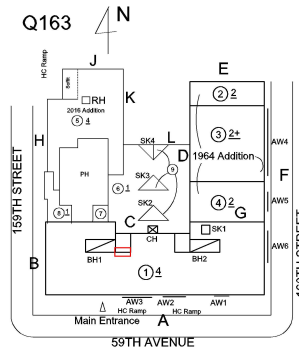 Q163
N
HC Ramp
J
E
5sf/t
RH
2016 Addition
5 4
K
2 2
H
PH
SK4
L
3 2+
AW4
D
9
1964 Addition
159TH STREET
6 1
SK3
F
8 1
7
SK2
4 2
AW5
C
G
CH
SK1
B
BH1
BH2
AW6
1 4
AW3
AW2
AW1
HC Ramp
HC Ramp
Main Entrance
A
59TH AVENUE